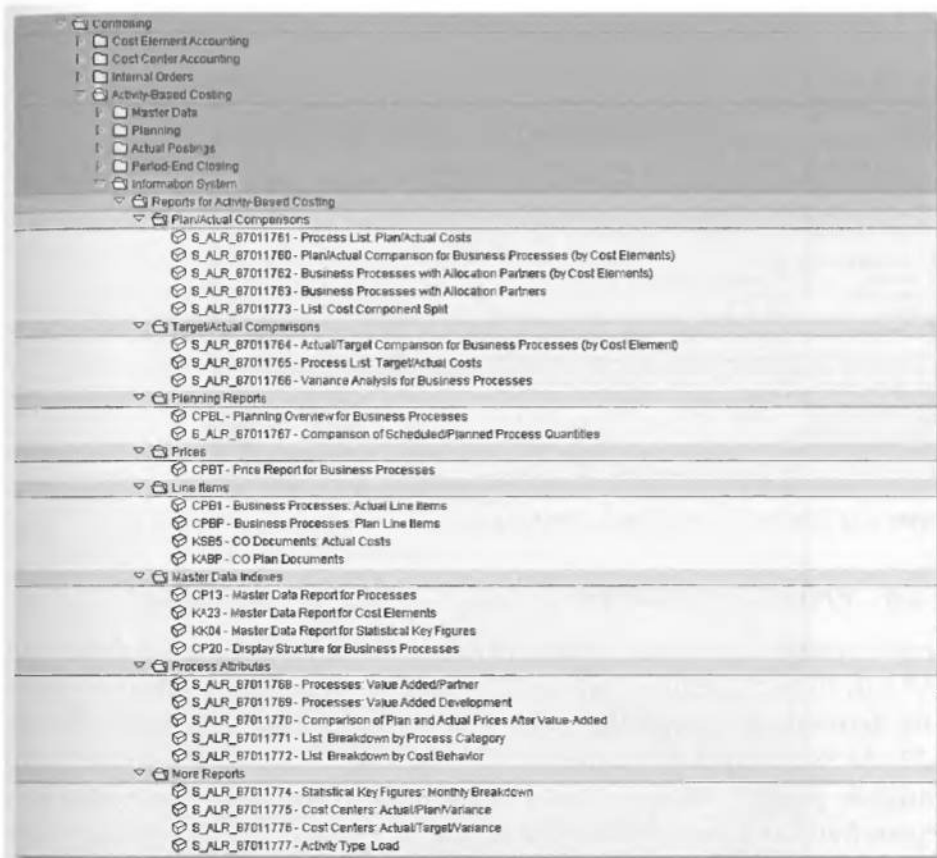 Controlling
Cost Element Accounting
Cost Center Accounting
Internal Orders
Activity-Based Costing
Master Data
Planning
Actual Postings
Period-End Closing
Information System
Reports for Activity-Based Costing
Plan/Actual Comparisons
S_ALR_87011761 - Process List: Plan/Actual Costs
S_ALR_87011760 - Plan/Actual Comparison for Business Processes (by Cost Elements)
S_ALR_87011762 - Business Processes with Allocation Partners (by Cost Elements)
S_ALR_87011763 - Business Processes with Allocation Partners
S_ALR_87011773 - List: Cost Component Split
Target/Actual Comparisons
S_ALR_87011764 - Actual/Target Comparison for Business Processes (by Cost Element)
S_ALR_87011765 - Process List: Target/Actual Costs
S_ALR_87011766 - Variance Analysis for Business Processes
Planning Reports
CPBL - Planning Overview for Business Processes
S_ALR_87011767 - Comparison of Scheduled/Planned Process Quantities
Prices
CPBT - Price Report for Business Processes
Line Items
CPB1 - Business Processes: Actual Line Items
CPBP - Business Processes: Plan Line Items
KSB5 - CO Documents: Actual Costs
KABP - CO Plan Documents
Master Data Indexes
CP13 - Master Data Report for Processes
KA23 - Master Data Report for Cost Elements
KK04 - Master Data Report for Statistical Key Figures
CP20 - Display Structure for Business Processes
Process Attributes
S_ALR_87011768 - Processes: Value Added/Partner
S_ALR_87011769 - Processes: Value Added Development
S_ALR_87011770 - Comparison of Plan and Actual Prices After Value-Added
S_ALR_87011771 - List: Breakdown by Process Category
S_ALR_87011772 - List: Breakdown by Cost Behavior
More Reports
S_ALR_87011774 - Statistical Key Figures: Monthly Breakdown
S_ALR_87011775 - Cost Centers: Actual/Plan/Variance
S_ALR_87011776 - Cost Centers: Actual/Target/Variance
S_ALR_87011777 - Activity Type: Load